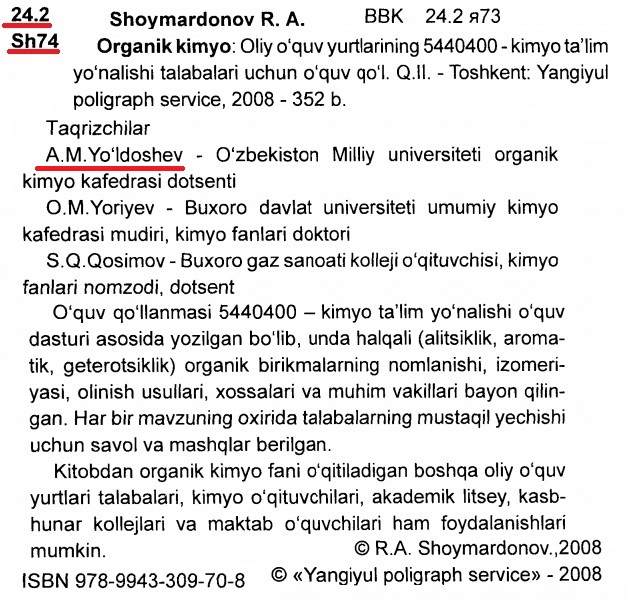 24.2 Shoymardonov R. A. BBK 24.2 я73
Sh74 Organik kimyo: Oliy o‘quv yurtlarining 5440400 - kimyo ta’lim
yo‘nalishi talabalari uchun o‘quv qo‘l. Q.II. - Toshkent: Yangiyul
poligraph service, 2008 - 352 b.
Taqrizchilar
A.M.Yo‘ldoshev - O‘zbekiston Milliy universiteti organik
kimyo kafedrasi dotsenti
O.M.Yoriyev - Buxoro davlat universiteti umumiy kimyo
kafedrasi mudiri, kimyo fanlari doktori
S.Q.Qosimov - Buxoro gaz sanoati kolleji o‘qituvchisi, kimyo
fanlari nomzodi, dotsent
O‘quv qo‘llanmasi 5440400 – kimyo ta’lim yo‘nalishi o‘quv
dasturi asosida yozilgan bo‘lib, unda halqali (alitsiklik, aroma-
tik, geterotsiklik) organik birikmalarning nomlanishi, izomeri-
yasi, olinish usullari, xossalari va muhim vakillari bayon qilin-
gan. Har bir mavzuning oxirida talabalarning mustaqil yechishi
uchun savol va mashqlar berilgan.
Kitobdan organik kimyo fani o‘qitiladigan boshqa oliy o‘quv
yurtlari talabalari, kimyo o‘qituvchilari, akademik litsey, kasb-
hunar kollejlari va maktab o‘quvchilari ham foydalanishlari
mumkin. © R.A. Shoymardonov.,2008
ISBN 978-9943-309-70-8 © «Yangiyul poligraph service» - 2008